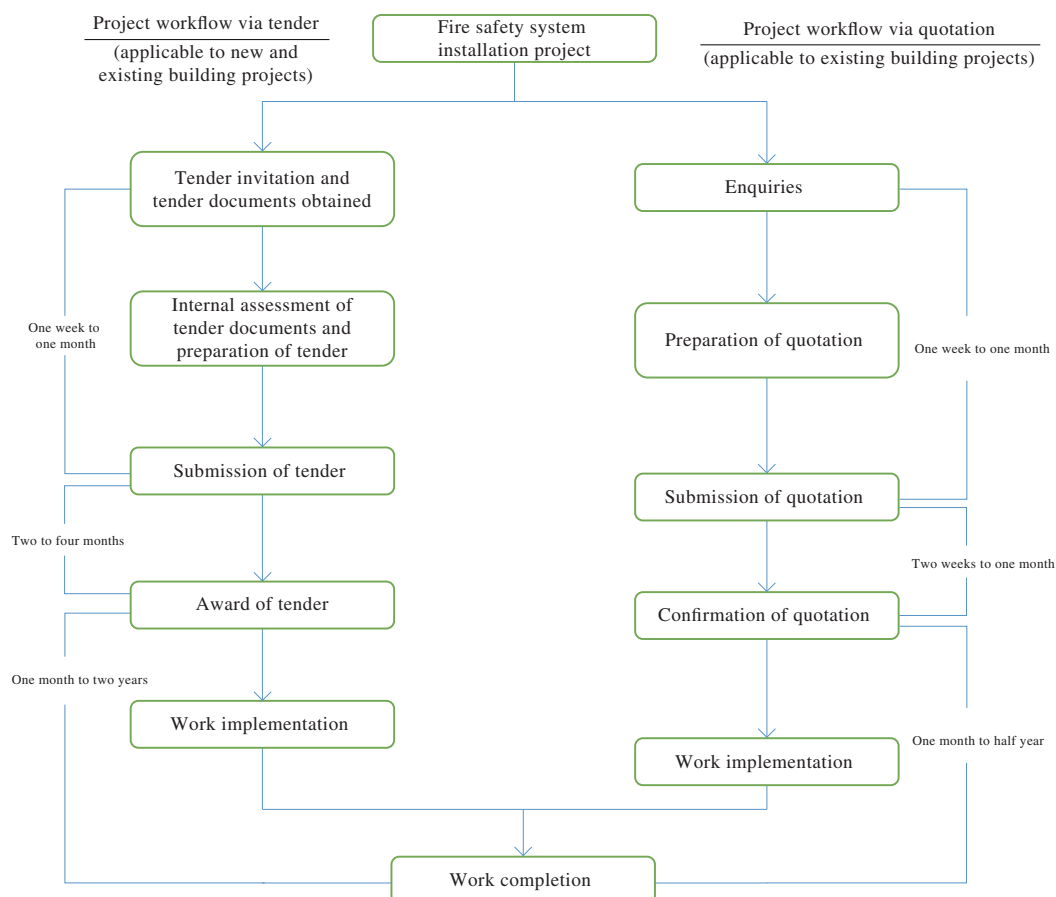 Project workflow via tender
(applicable to new and
existing building projects)
Fire safety system
installation project
Project workflow via quotation
(applicable to existing building projects)
Tender invitation and
tender documents obtained
Enquiries
Internal assessment of
tender documents and
preparation of tender
One week to
one month
Preparation of quotation
One week to one month
Submission of tender
Submission of quotation
Two to four months
Two weeks to one month
Award of tender
Confirmation of quotation
One month to two years
Work implementation
One month to half year
Work implementation
Work completion